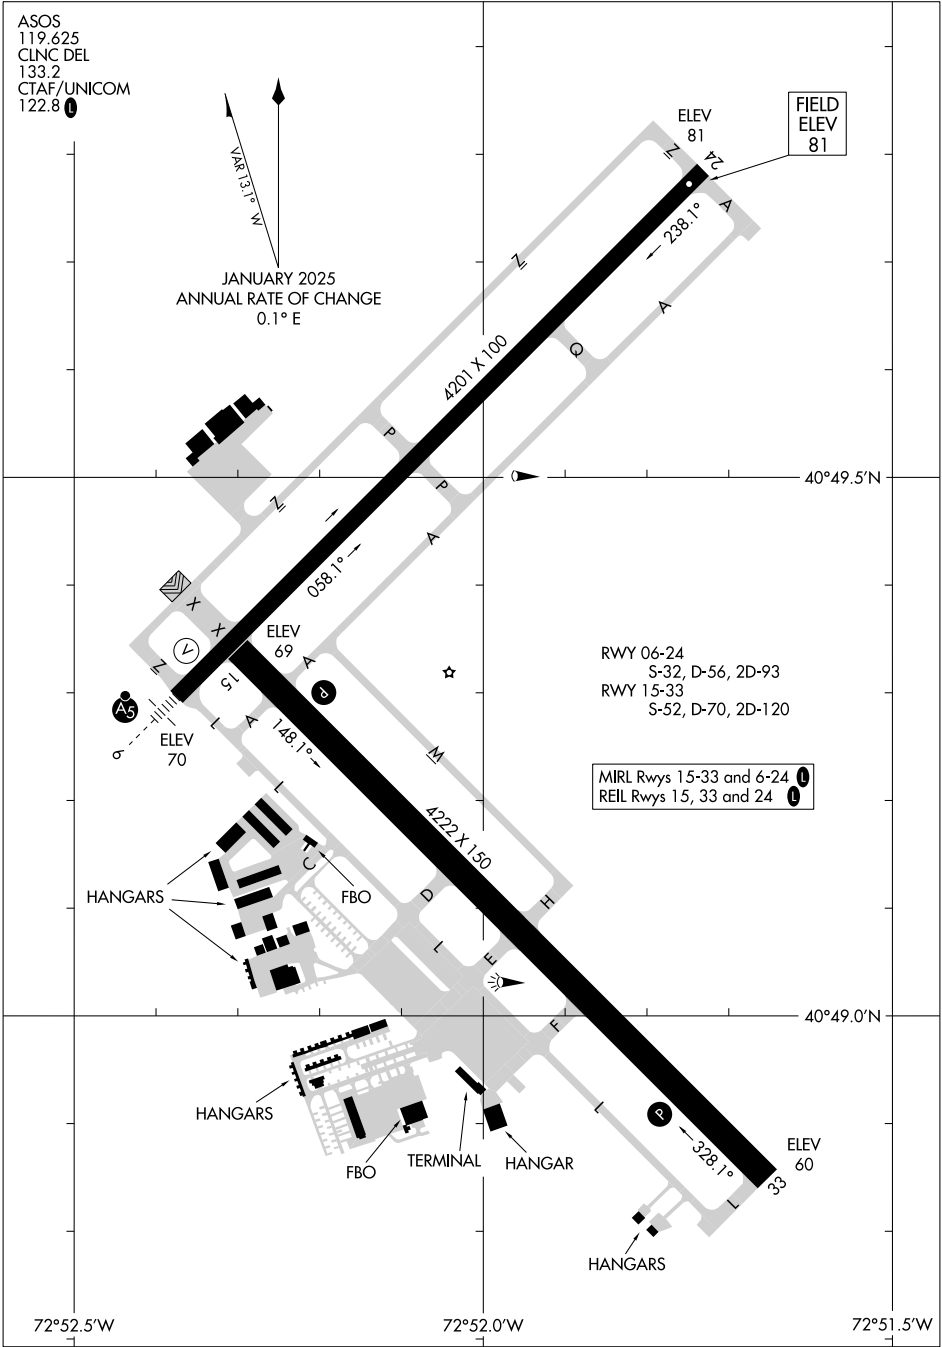 ASOS
119.625
CLNC DEL
133.2
CTAF/UNICOM
122.8 L
VAR 13.1° W
JANUARY 2025
ANNUAL RATE OF CHANGE
0.1° E
ELEV
81
FIELD
ELEV
81
24
Z
A
238.1°
Z
A
Q
4201 X 100
P
P
40°49.5'N
Z
A
058.1°
X
X
V
ELEV
69
A
15
P
Z
A5
ELEV
70
6
L
A
148.1°
RWY 06-24
S-32, D-56, 2D-93
RWY 15-33
S-52, D-70, 2D-120
M
MIRL Rwys 15-33 and 6-24 L
REIL Rwys 15, 33 and 24 L
L
4222 X 150
C
HANGARS
FBO
D
H
L
E
40°49.0'N
F
HANGARS
L
P
328.1°
ELEV
60
33
FBO
TERMINAL
HANGAR
L
HANGARS
72°52.5'W
72°52.0'W
72°51.5'W